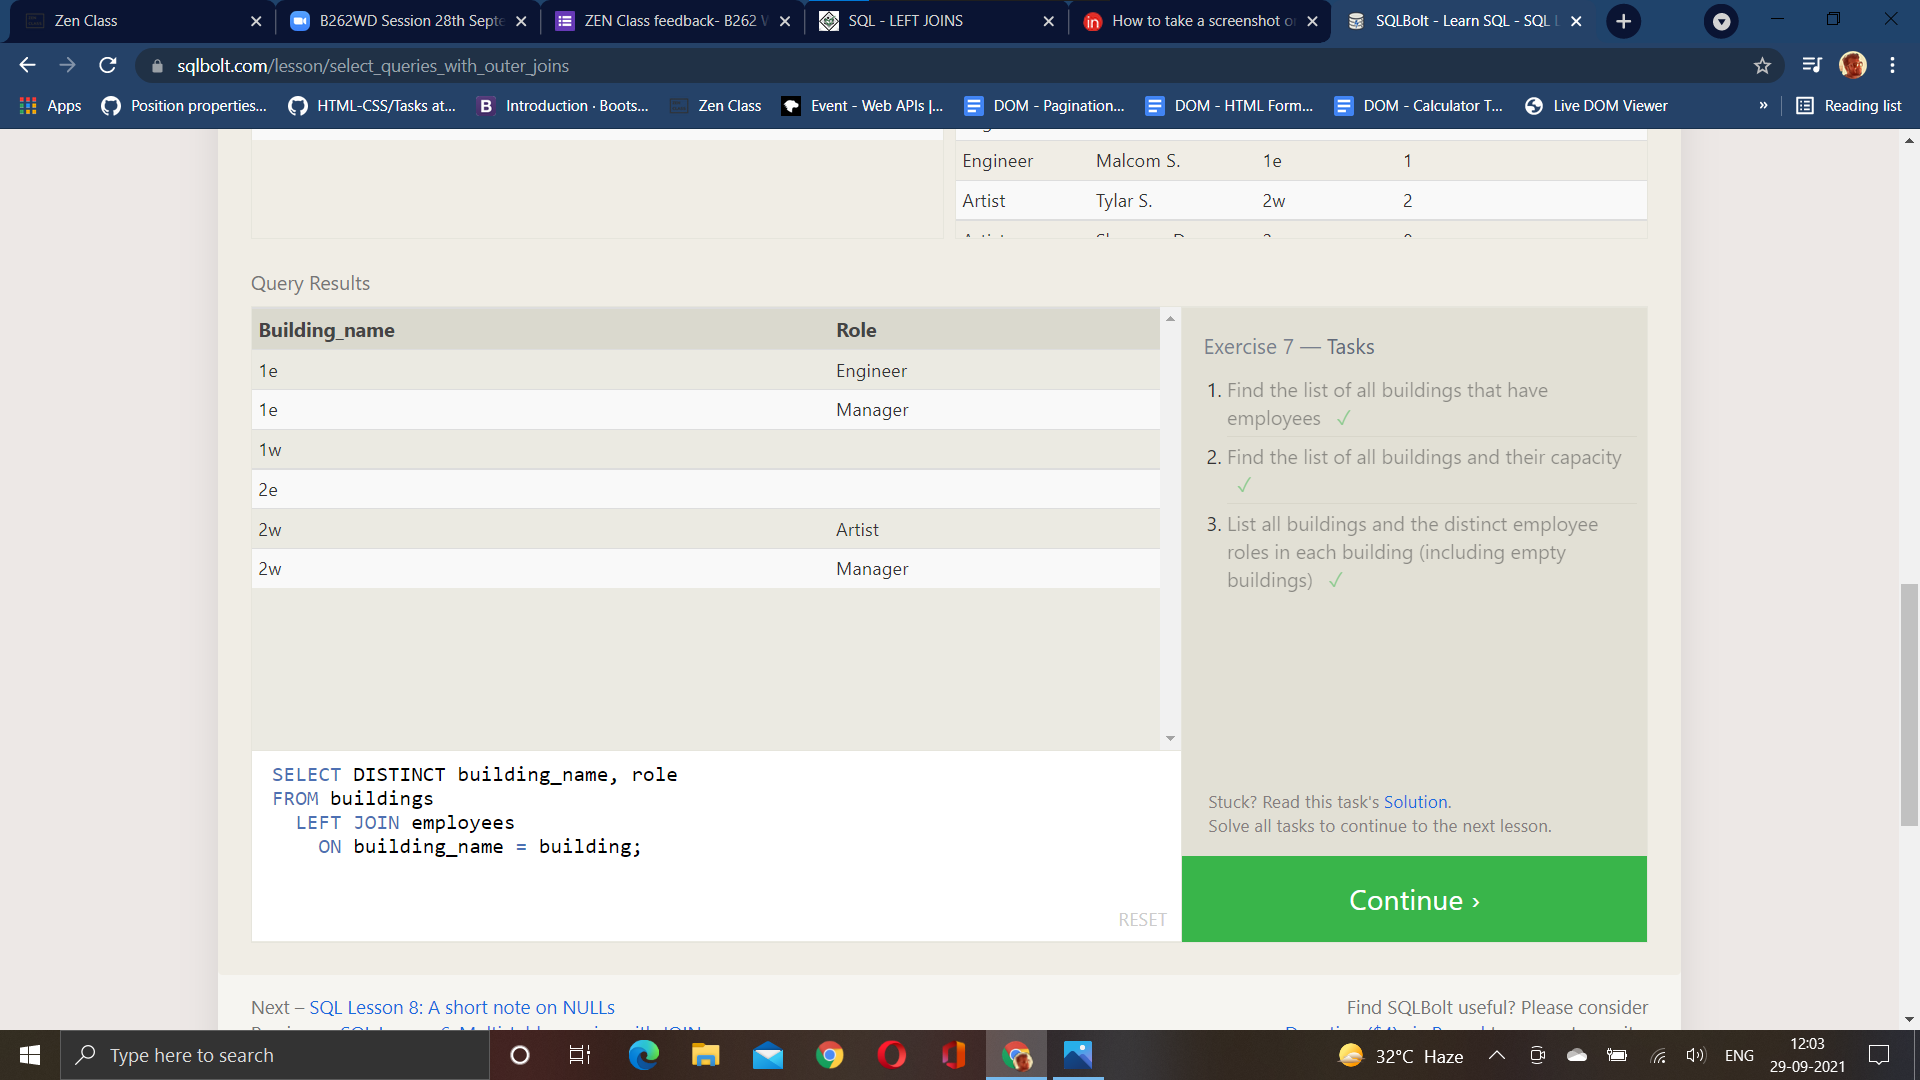 Zen Class
B262WD Session 28th Septe
ZEN Class feedback- B262 W
SQL - LEFT JOINS
How to take a screenshot o
SQLBolt - Learn SQL - SQL L
sqlbolt.com/lesson/select_queries_with_outer_joins
Apps
Position properties...
HTML-CSS/Tasks at...
Introduction · Boots...
Zen Class
Event - Web APIs |...
DOM - Pagination...
DOM - HTML Form...
DOM - Calculator T...
Live DOM Viewer
»
Reading list
Engineer Malcom S. 1e 1
Artist Tylar S. 2w 2
Query Results
Building_name Role
1e Engineer
1e Manager
1w
2e
2w Artist
2w Manager
Exercise 7 — Tasks
1. Find the list of all buildings that have
employees ✓
2. Find the list of all buildings and their capacity
✓
3. List all buildings and the distinct employee
roles in each building (including empty
buildings) ✓
SELECT DISTINCT building_name, role
FROM buildings
LEFT JOIN employees
ON building_name = building;
RESET
Stuck? Read this task's Solution.
Solve all tasks to continue to the next lesson.
Continue ›
Next – SQL Lesson 8: A short note on NULLs
Find SQLBolt useful? Please consider
Type here to search
32°C Haze
ENG
12:03
29-09-2021